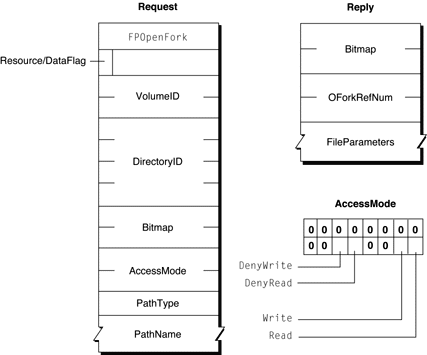 Request
FPOpenFork
Resource/DataFlag
VolumeID
DirectoryID
Bitmap
AccessMode
PathType
PathName
Reply
Bitmap
OForkRefNum
FileParameters
AccessMode
0 0 0 0 0 0 0 0
0 0 0 0
DenyWrite
DenyRead
Write
Read